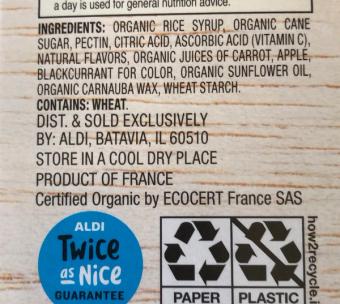 a day is used for general nutrition advice.
INGREDIENTS: ORGANIC RICE SYRUP, ORGANIC CANE
SUGAR, PECTIN, CITRIC ACID, ASCORBIC ACID (VITAMIN C),
NATURAL FLAVORS, ORGANIC JUICES OF CARROT, APPLE,
BLACKCURRANT FOR COLOR, ORGANIC SUNFLOWER OIL,
ORGANIC CARNAUBA WAX, WHEAT STARCH.
CONTAINS: WHEAT.
DIST. & SOLD EXCLUSIVELY
BY: ALDI, BATAVIA, IL 60510
STORE IN A COOL DRY PLACE
PRODUCT OF FRANCE
Certified Organic by ECOCERT France SAS
ALDI
Twice
as Nice
GUARANTEE
PAPER
PLASTIC
how2recycle.i